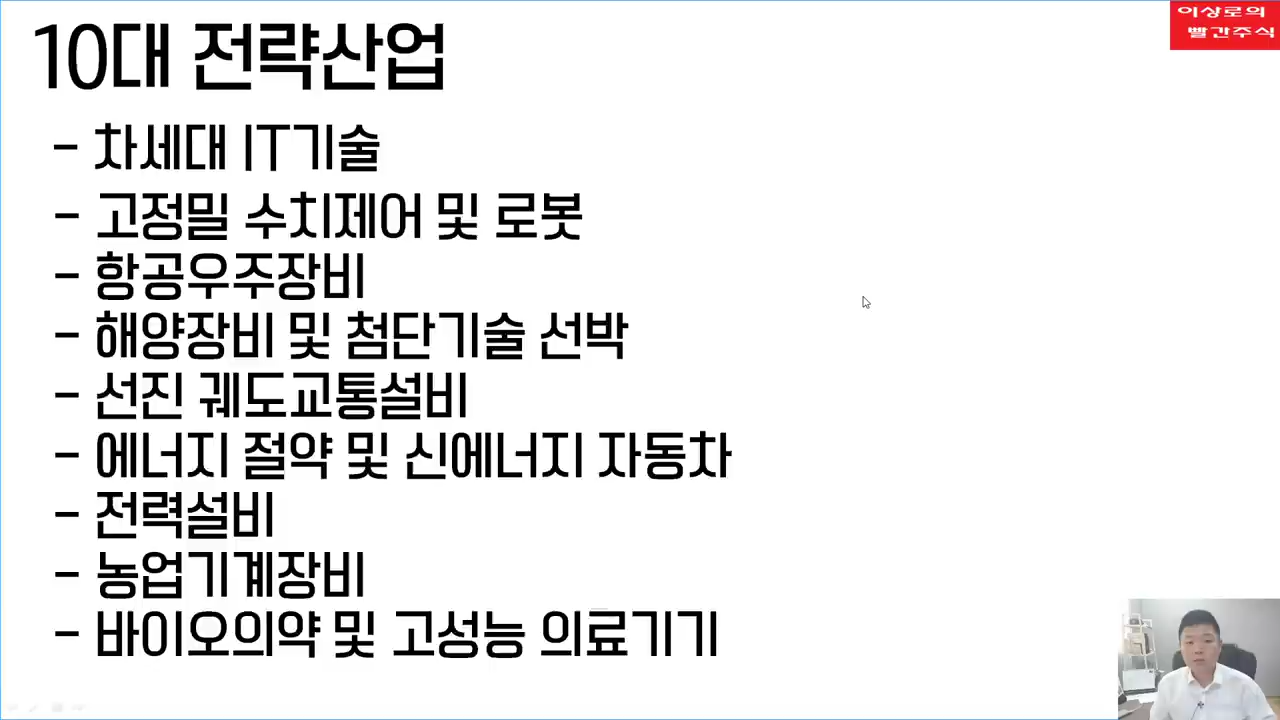 10대 전략산업
이상로의
빨간주식
- 차세대 IT기술
- 고정밀 수치제어 및 로봇
- 항공우주장비
- 해양장비 및 첨단기술 선박
- 선진 궤도교통설비
- 에너지 절약 및 신에너지 자동차
- 전력설비
- 농업기계장비
- 바이오의약 및 고성능 의료기기